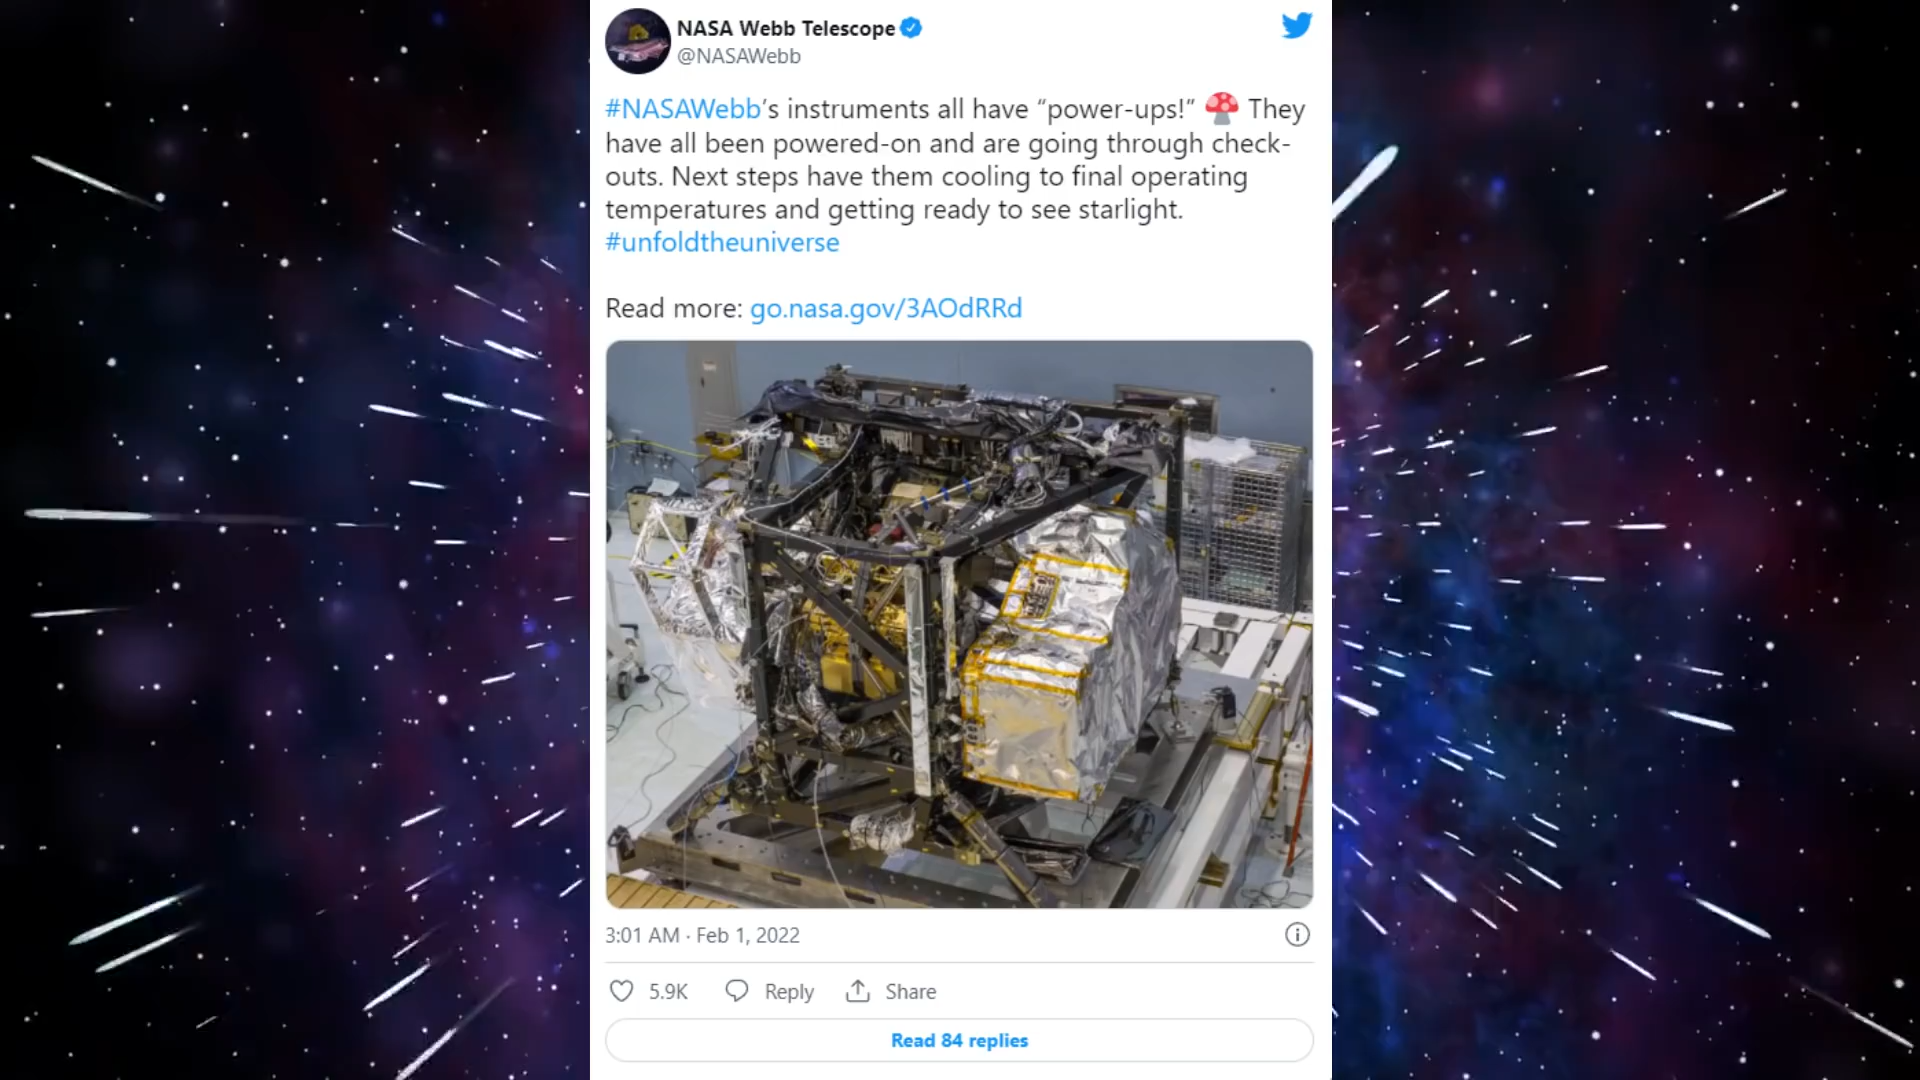 NASA Webb Telescope
@NASAWebb
#NASAWebb’s instruments all have “power-ups!” 🍄 They
have all been powered-on and are going through check-
outs. Next steps have them cooling to final operating
temperatures and getting ready to see starlight.
#unfoldtheuniverse
Read more: go.nasa.gov/3AOdRRd
3:01 AM · Feb 1, 2022
5.9K Reply Share
Read 84 replies